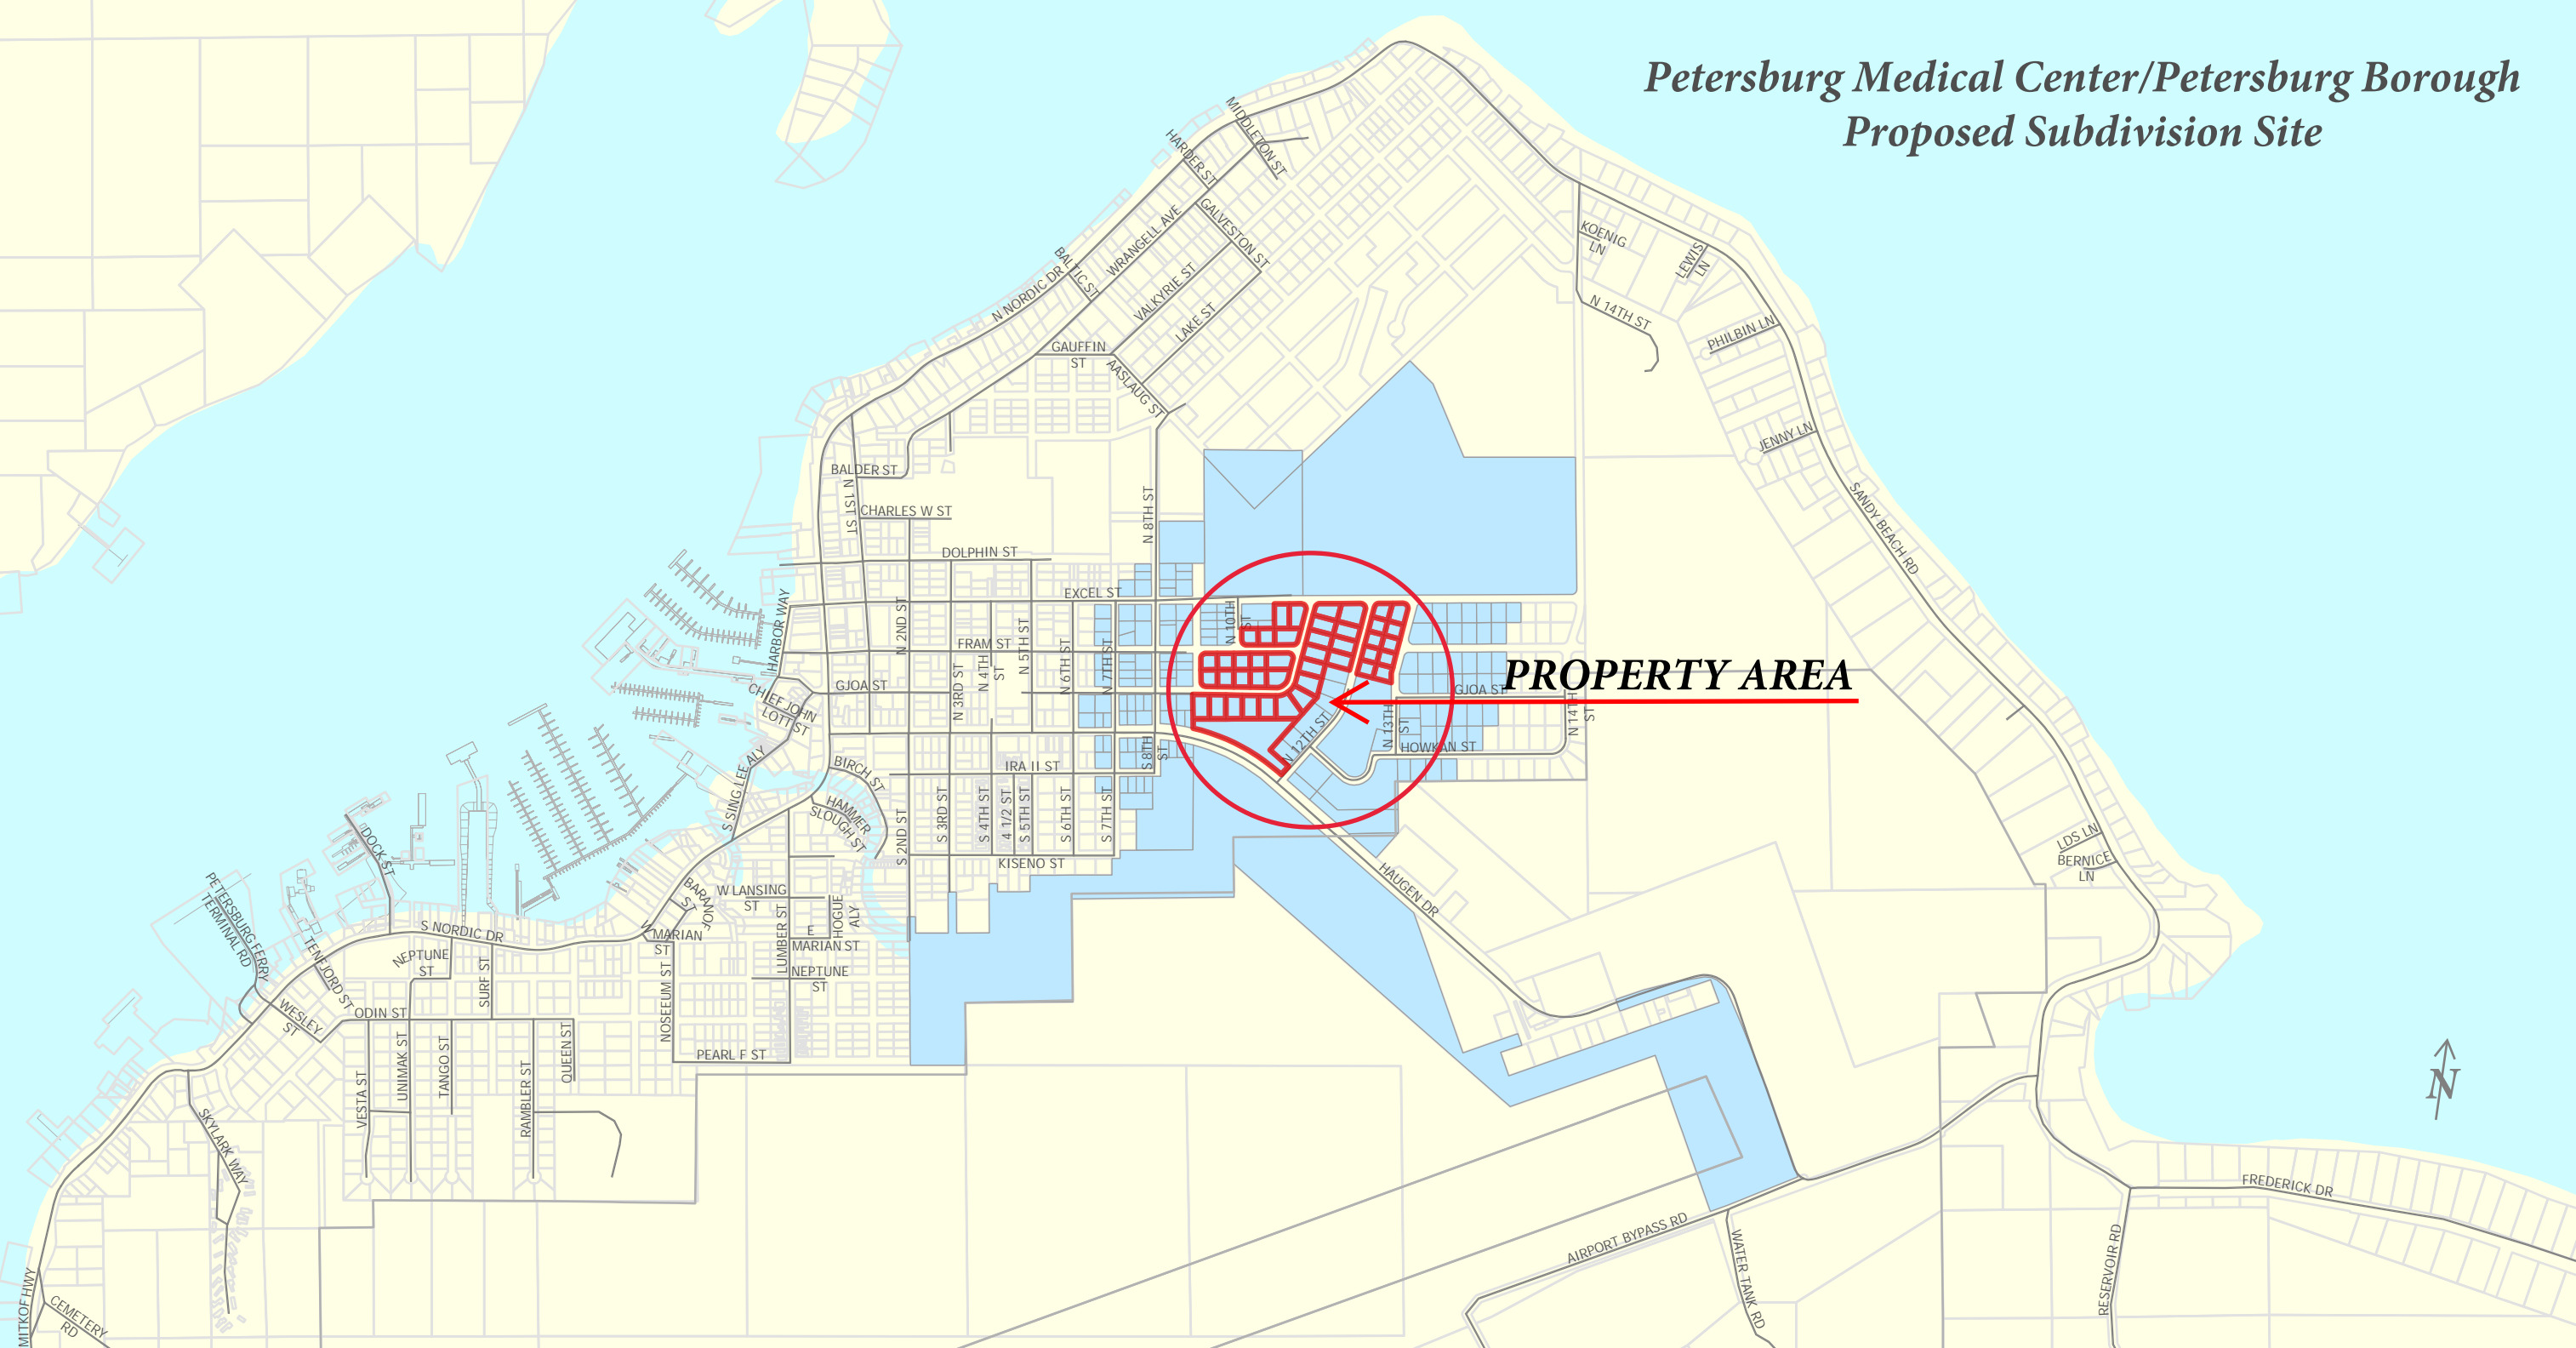 Petersburg Medical Center/Petersburg Borough
Proposed Subdivision Site
MIDDLETON ST
HARDER ST
GALVESTON ST
WRANGELL AVE
BALTIC ST
N NORDIC DR
VALKYRIE ST
LAKE ST
GAUFFIN
ST
AASLAUG ST
KOENIG
LN
LEWIS
LN
N 14TH ST
PHILBIN LN
JENNY LN
SANDY BEACH RD
BALDER ST
N 1ST ST
CHARLES W ST
N 8TH ST
DOLPHIN ST
EXCEL ST
HARBOR WAY
N 2ND ST
FRAM ST
N 3RD ST
N 4TH
ST
N 5TH ST
N 6TH ST
N 7TH ST
N 10TH
ST
GJOA ST
PROPERTY AREA
GJOA ST
N 12TH ST
N 13TH
ST
N 14TH
ST
HOWKAN ST
CHIEF JOHN
LOTT ST
S SING LEE ALY
BIRCH ST
IRA II ST
S 8TH
ST
HAMMER
SLOUGH ST
S 2ND ST
S 3RD ST
S 4TH ST
4 1/2 ST
S 5TH ST
S 6TH ST
S 7TH ST
KISENO ST
HAUGEN DR
LDS LN
BERNICE
LN
DOCK ST
PETERSBURG FERRY
TERMINAL RD
W LANSING
ST
BARANOF
ST
LUMBER ST
HOGUE
ALY
S NORDIC DR
W
MARIAN
ST
E
MARIAN ST
TENFJORD ST
NEPTUNE
ST
SURF ST
NOSEUM ST
NEPTUNE
ST
WESLEY
ST
ODIN ST
PEARL F ST
VESTA ST
UNIMAK ST
TANGO ST
RAMBLER ST
QUEEN ST
SKYLARK WAY
N
FREDERICK DR
AIRPORT BYPASS RD
WATER TANK RD
RESERVOIR RD
MITKOF HWY
CEMETERY
RD